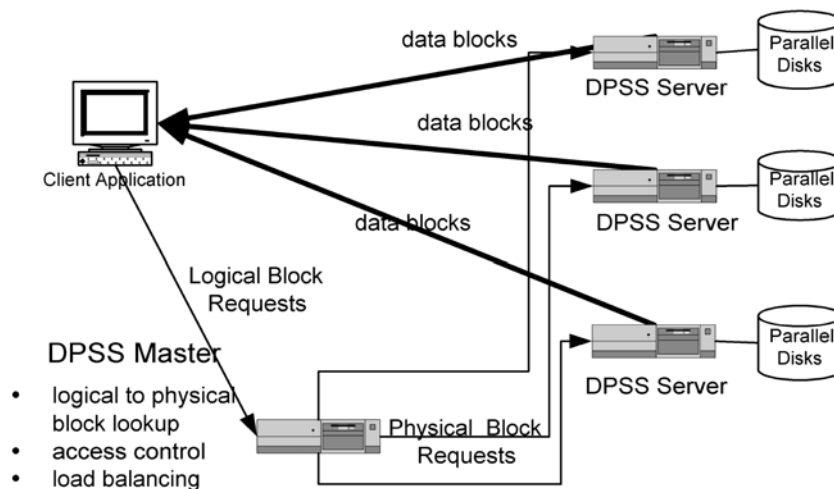 data blocks
Parallel
Disks
DPSS Server
data blocks
Client Application
Parallel
Disks
DPSS Server
data blocks
Logical Block
Requests
Parallel
Disks
DPSS Server
DPSS Master
• logical to physical
block lookup
• access control
• load balancing
Physical Block
Requests